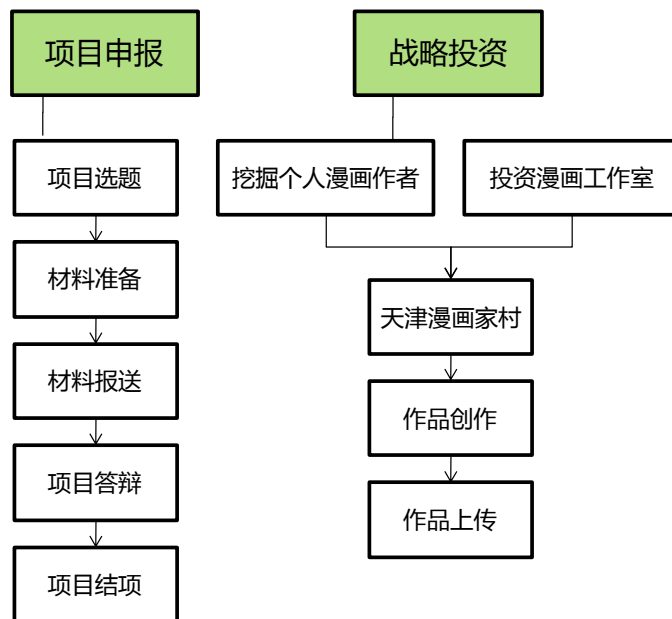 项目申报
战略投资
项目选题
挖掘个人漫画作者
投资漫画工作室
材料准备
天津漫画家村
材料报送
作品创作
项目答辩
作品上传
项目结项